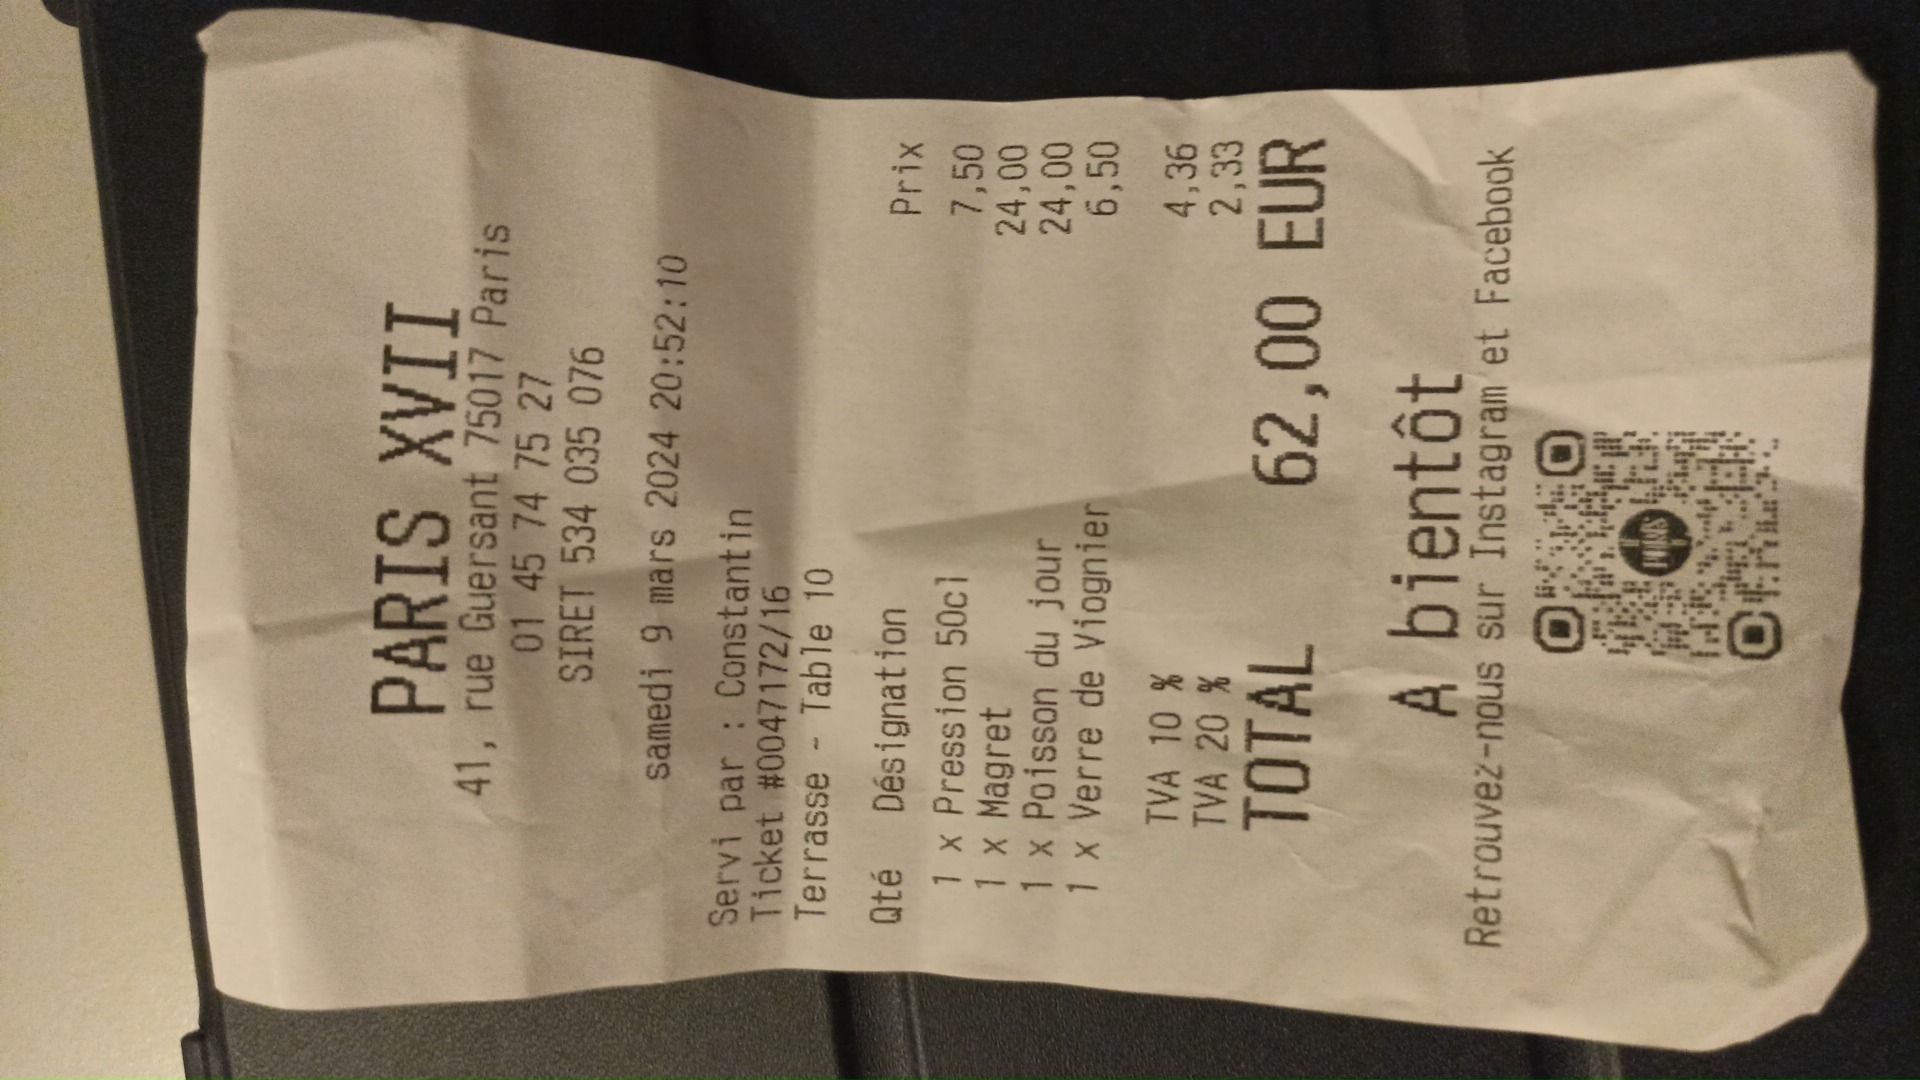 PARIS XVII
41, rue Guersant 75017 Paris
01 45 74 75 27
SIRET 534 035 076
samedi 9 mars 2024 20:52:10
Servi par : Constantin
Ticket #0047172/16
Terrasse - Table 10
Qté Désignation Prix
1 x Pression 50cl 7,50
1 x Magret 24,00
1 x Poisson du jour 24,00
1 x Verre de Viognier 6,50
TVA 10 % 4,36
TVA 20 % 2,33
TOTAL 62,00 EUR
A bientôt
Retrouvez-nous sur Instagram et Facebook